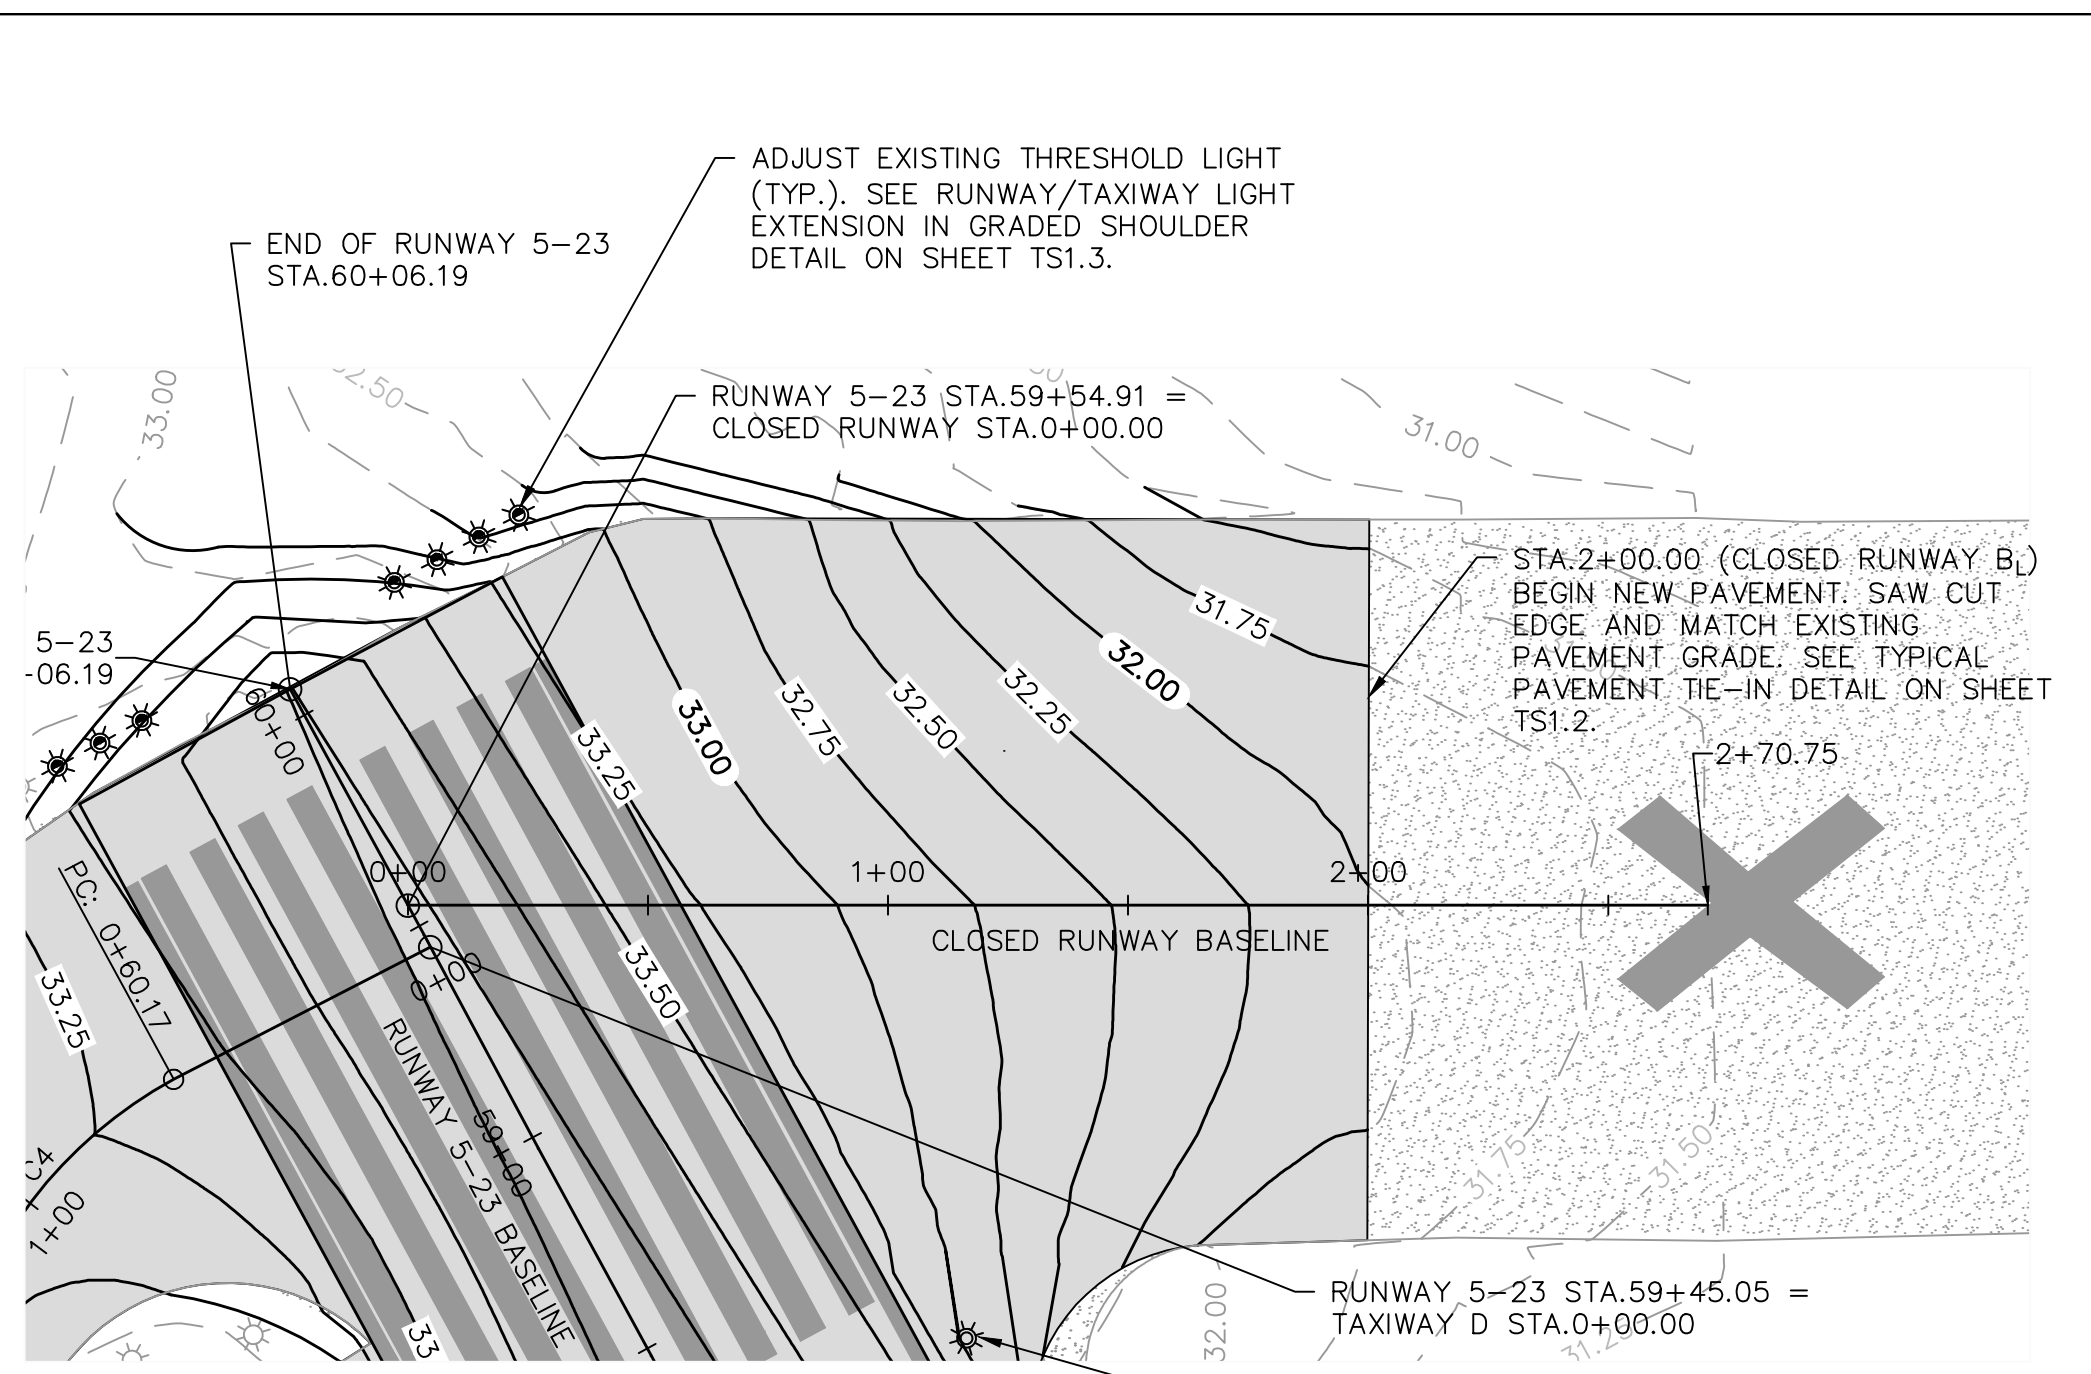 ADJUST EXISTING THRESHOLD LIGHT
(TYP.). SEE RUNWAY/TAXIWAY LIGHT
EXTENSION IN GRADED SHOULDER
DETAIL ON SHEET TS1.3.
END OF RUNWAY 5-23
STA.60+06.19
33.00
32.50
RUNWAY 5-23 STA.59+54.91 =
CLOSED RUNWAY STA.0+00.00
31.00
STA.2+00.00 (CLOSED RUNWAY BL)
BEGIN NEW PAVEMENT. SAW CUT
EDGE AND MATCH EXISTING
PAVEMENT GRADE. SEE TYPICAL
PAVEMENT TIE-IN DETAIL ON SHEET
TS1.2.
5-23
-06.19
60+00
33.25
33.00
32.75
32.50
32.25
32.00
31.75
2+70.75
0+00
1+00
2+00
CLOSED RUNWAY BASELINE
PC: 0+60.17
0+00
33.25
33.50
RUNWAY 5-23 BASELINE
59+00
C4
1+00
33
31.75
31.50
32.00
31.25
RUNWAY 5-23 STA.59+45.05 =
TAXIWAY D STA.0+00.00